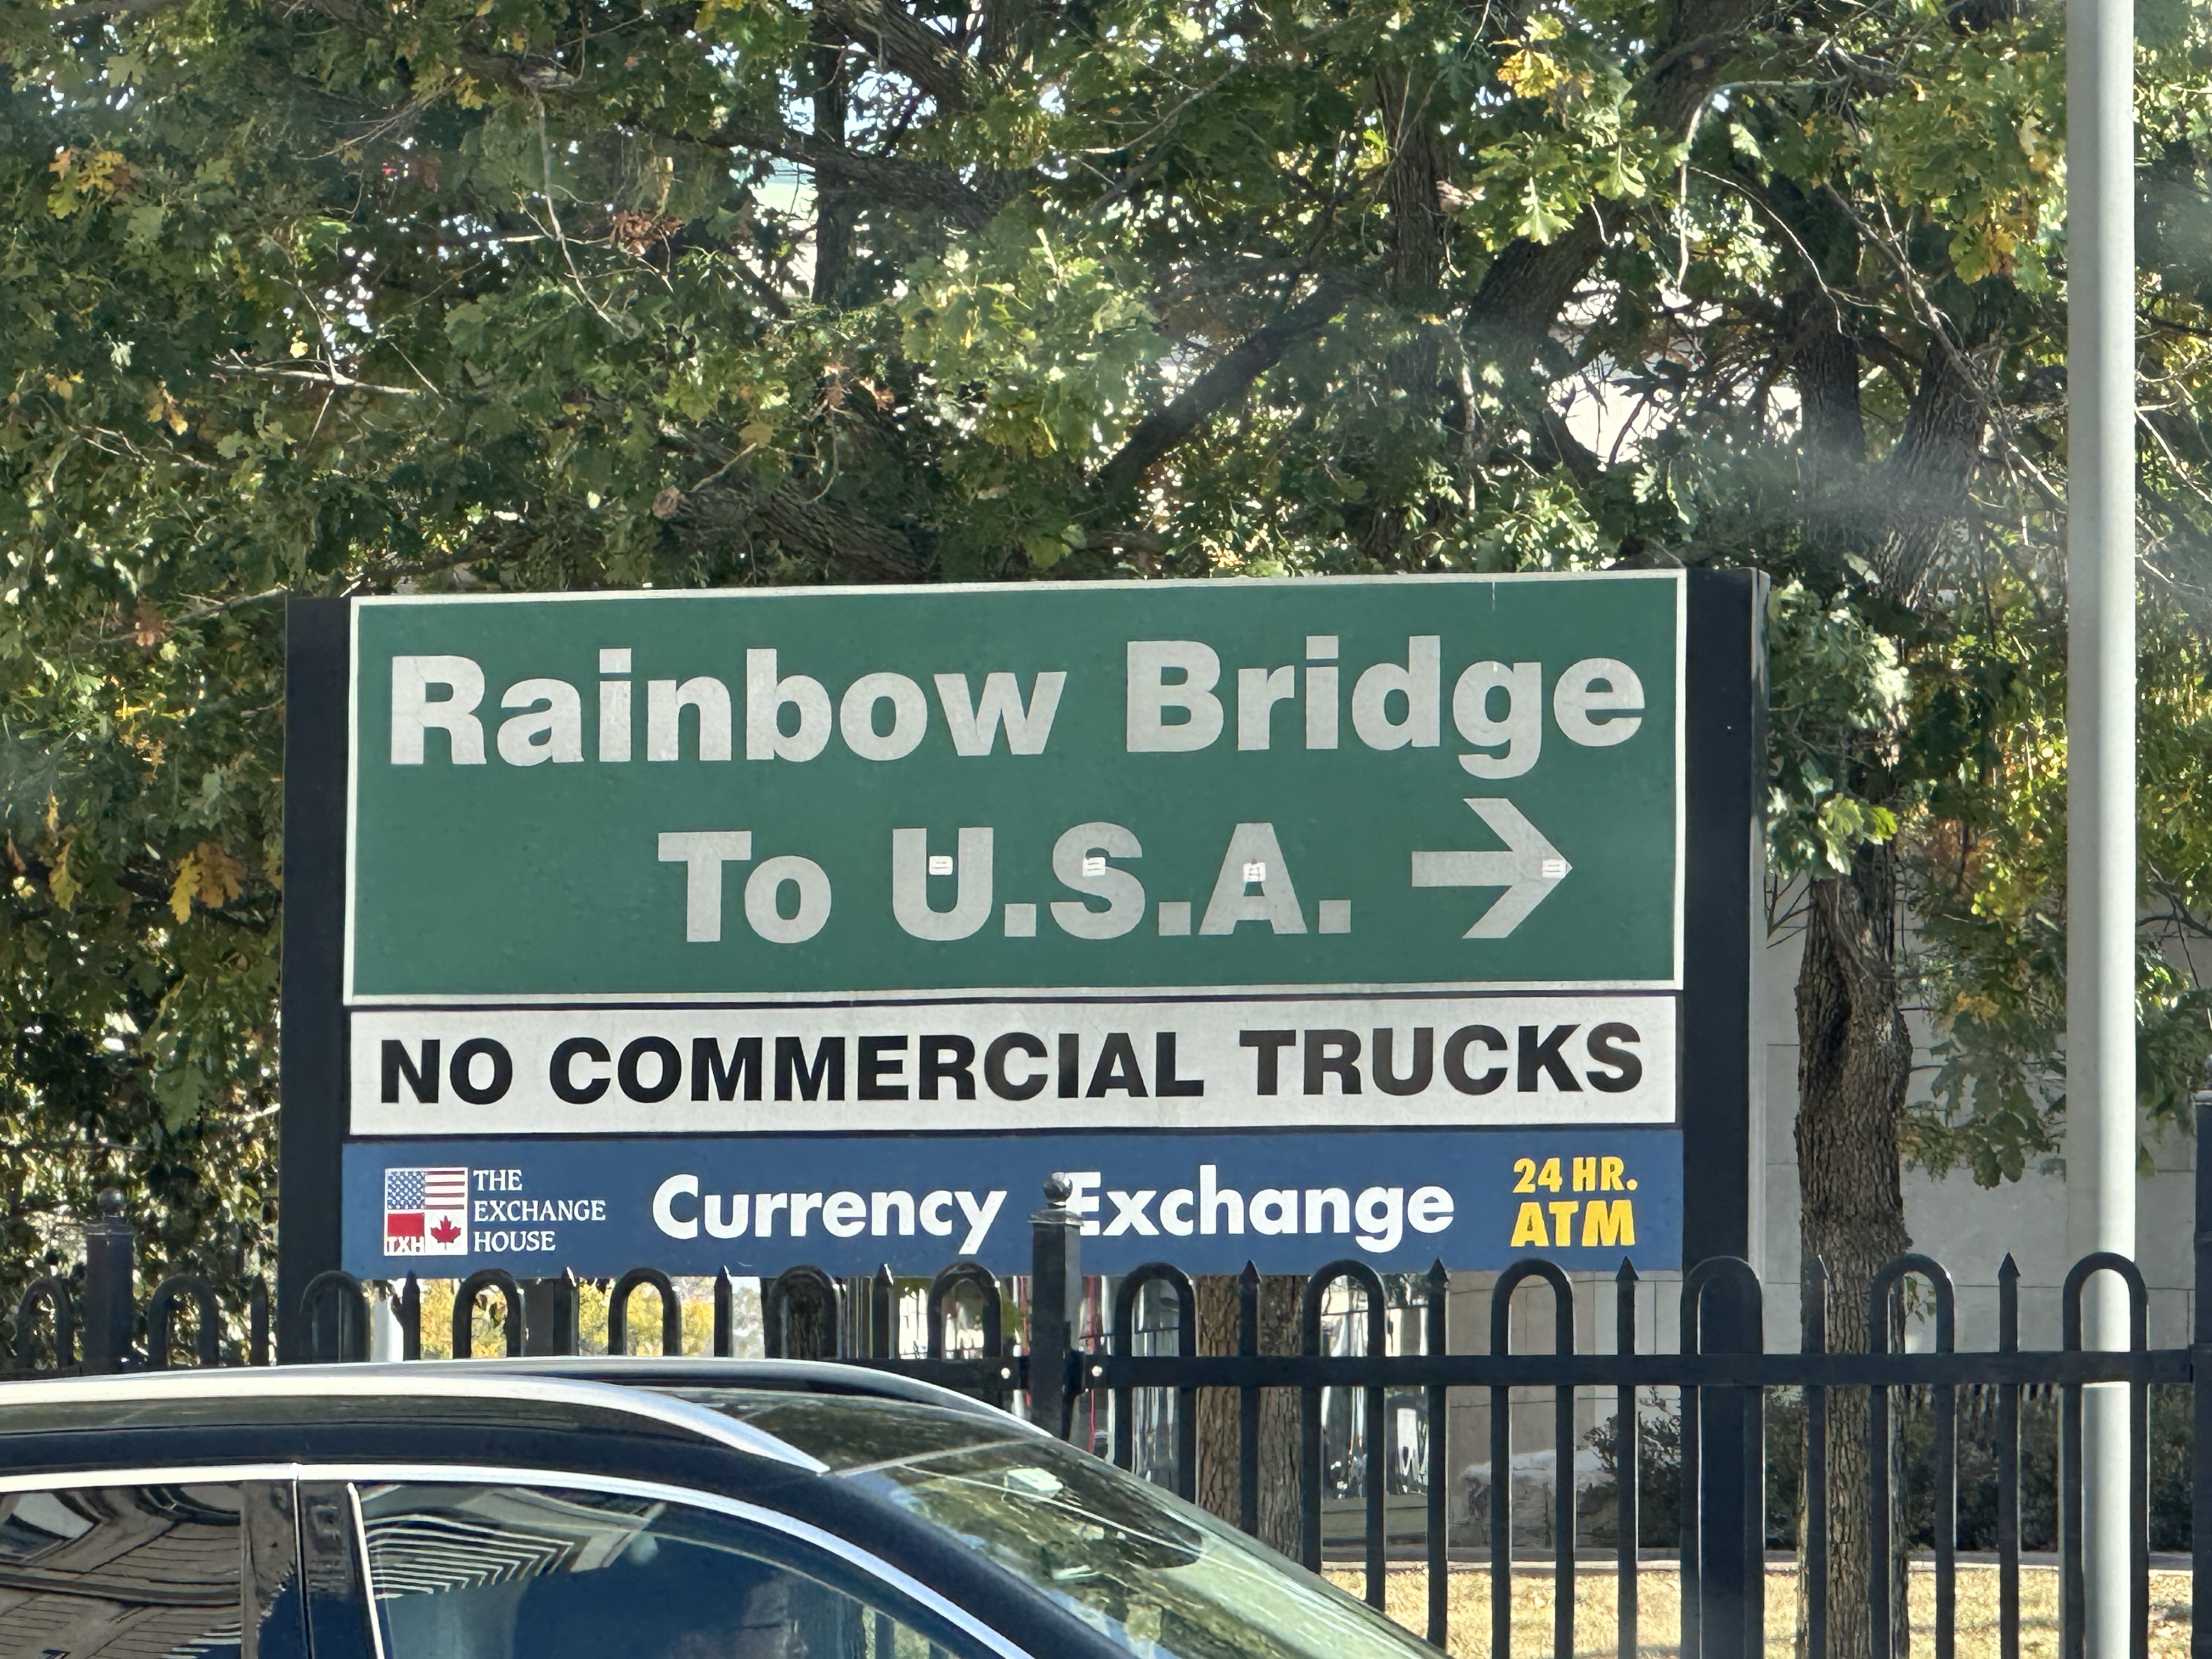 Rainbow Bridge
To U.S.A. →
NO COMMERCIAL TRUCKS
TXH
THE
EXCHANGE
HOUSE
Currency Exchange
24 HR.
ATM